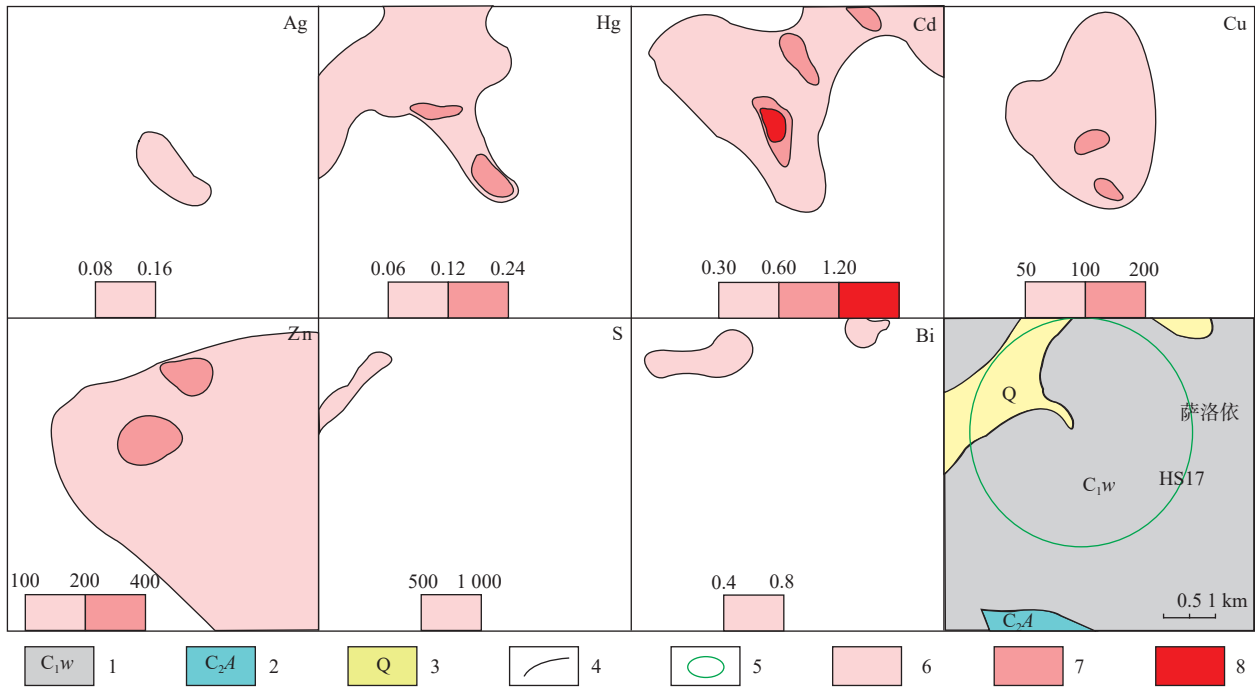 Ag
Hg
Cd
Cu
0.08 0.16
0.06 0.12 0.24
0.30 0.60 1.20
50 100 200
Zn
S
Bi
Q
萨洛依
HS17
C₁w
100 200 400
500 1 000
0.4 0.8
0.5 1 km
C₂A
C₁w 1
C₂A 2
Q 3
4
5
6
7
8